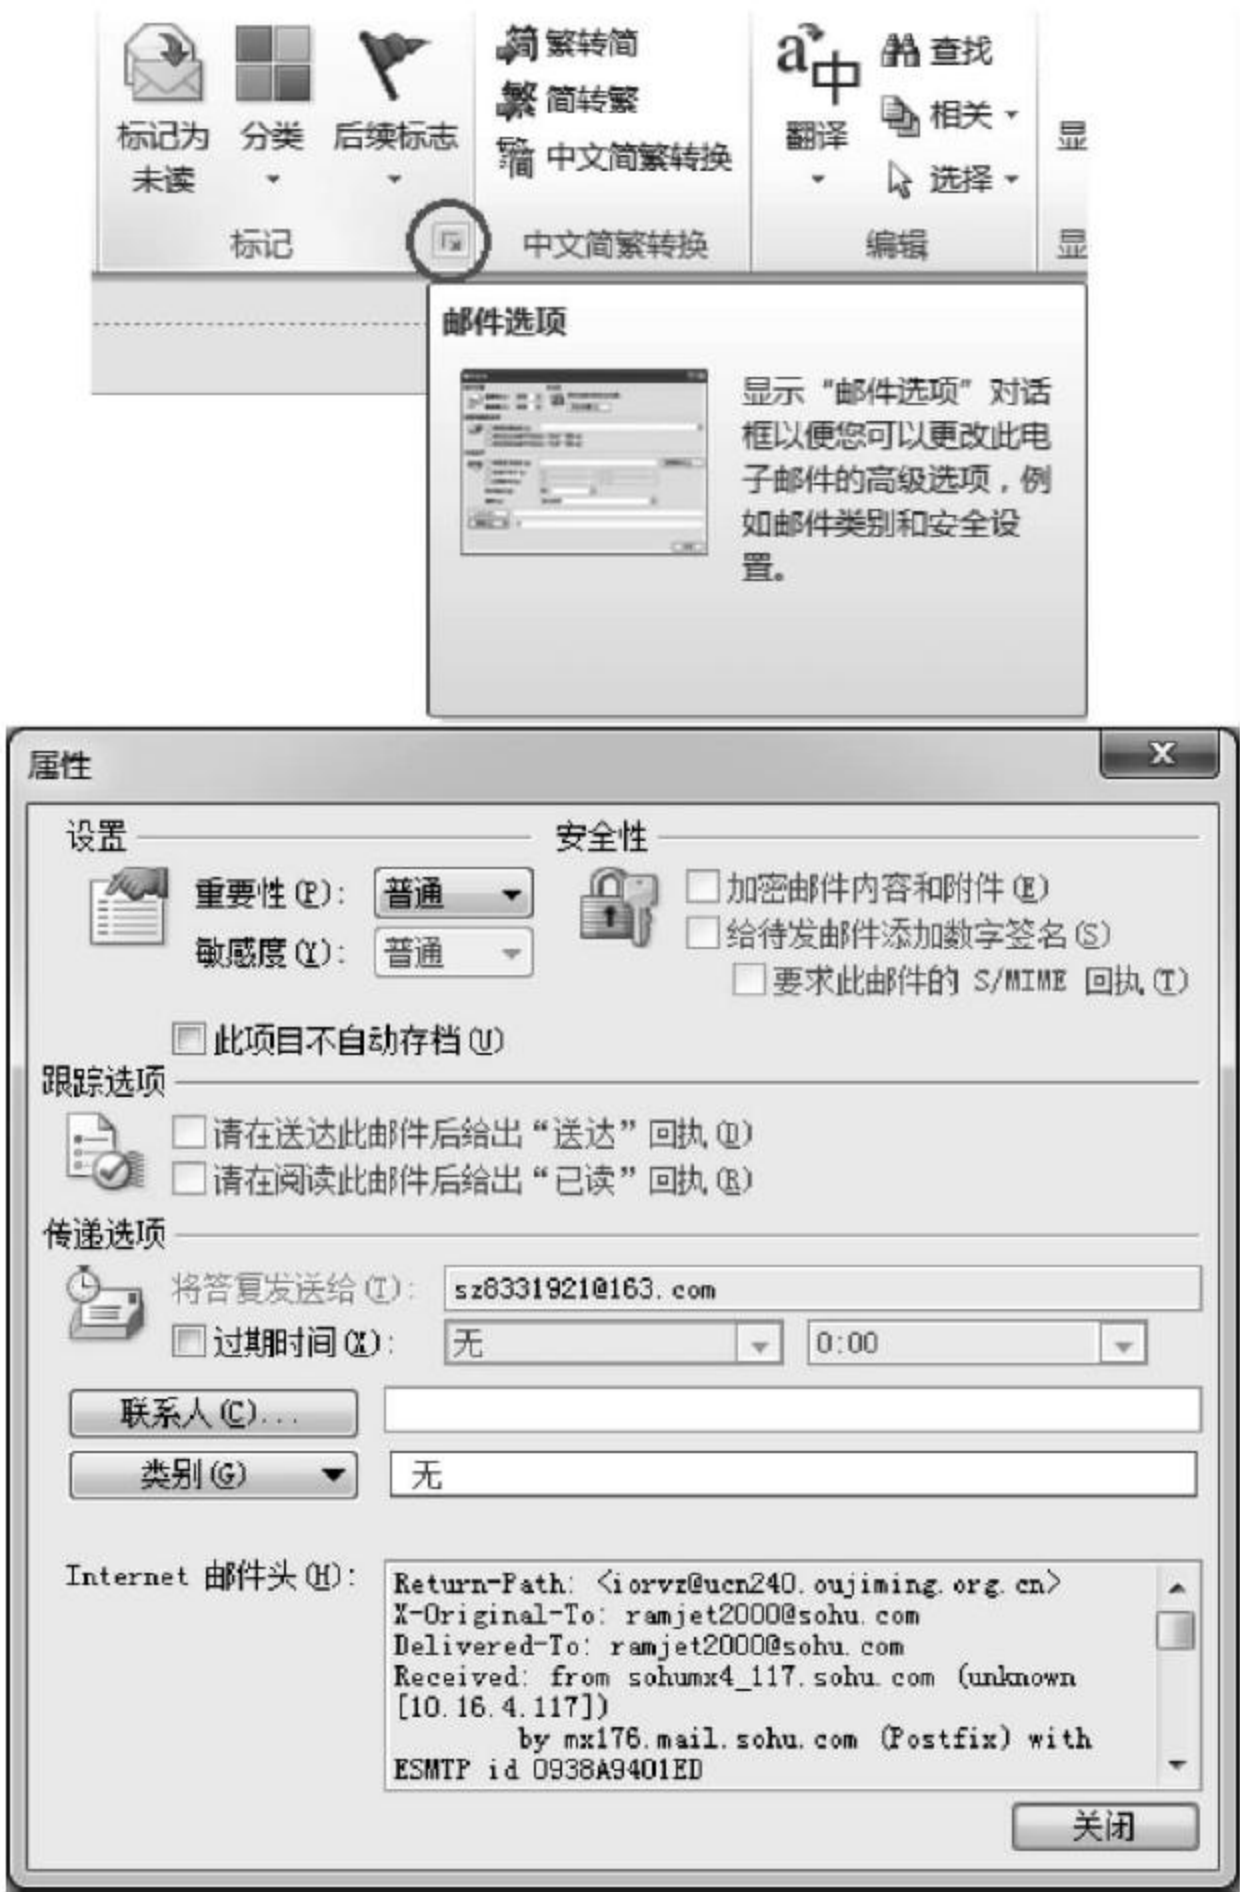 标记为
未读
分类
后续标志
标记
繁转简
简转繁
中文简繁转换
中文简繁转换
翻译
查找
相关
选择
编辑
显
显
邮件选项
显示“邮件选项”对话
框以便您可以更改此电
子邮件的高级选项，例
如邮件类别和安全设
置。
属性
设置
重要性(P)： 普通
敏感度(Y)： 普通
此项目不自动存档(U)
安全性
加密邮件内容和附件(E)
给待发邮件添加数字签名(S)
要求此邮件的 S/MIME 回执(T)
跟踪选项
请在送达此邮件后给出“送达”回执(D)
请在阅读此邮件后给出“已读”回执(R)
传递选项
将答复发送给(T)： sz8331921@163.com
过期时间(X)： 无 0:00
联系人(C)...
类别(G) 无
Internet 邮件头(H)：
Return-Path: <iorvz@ucn240.oujiming.org.cn>
X-Original-To: ramjet2000@sohu.com
Delivered-To: ramjet2000@sohu.com
Received: from sohumx4_117.sohu.com (unknown
[10.16.4.117])
by mx176.mail.sohu.com (Postfix) with
ESMTP id 0938A9401ED
关闭